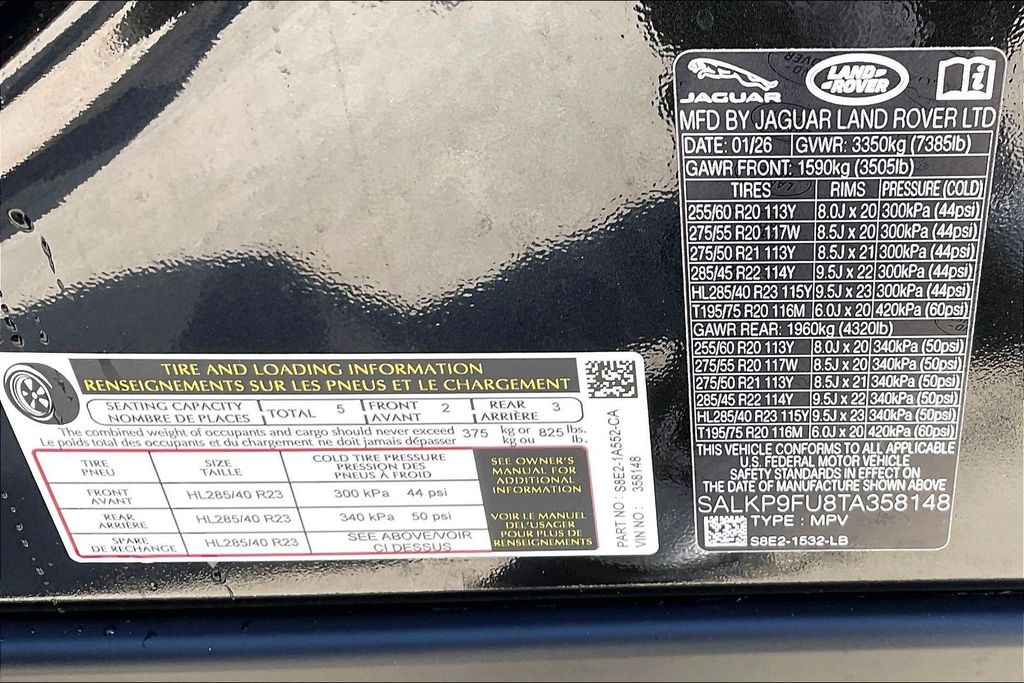 TIRE AND LOADING INFORMATION
RENSEIGNEMENTS SUR LES PNEUS ET LE CHARGEMENT
SEATING CAPACITY
NOMBRE DE PLACES
TOTAL 5
FRONT
AVANT
2
REAR
ARRIÈRE
3
The combined weight of occupants and cargo should never exceed
Le poids total des occupants et du chargement ne doit jamais dépasser
375
kg or
kg ou
825
lbs.
lb.
TIRE
PNEU
SIZE
TAILLE
COLD TIRE PRESSURE
PRESSION DES
PNEUS À FROID
FRONT
AVANT
HL285/40 R23
300 kPa 44 psi
REAR
ARRIÈRE
HL285/40 R23
340 kPa 50 psi
SPARE
DE RECHANGE
HL285/40 R23
SEE ABOVE/VOIR
CI DESSUS
SEE OWNER'S
MANUAL FOR
ADDITIONAL
INFORMATION
VOIR LE MANUEL
DEL'USAGER
POUR PLUS DE
RENSEIGNEMENTS
PART NO : S8E2-1A552-CA
VIN NO : 358148
JAGUAR
LAND ROVER
MFD BY JAGUAR LAND ROVER LTD
DATE: 01/26 GVWR: 3350kg (7385lb)
GAWR FRONT: 1590kg (3505lb)
TIRES RIMS PRESSURE (COLD)
255/60 R20 113Y 8.0J x 20 300kPa (44psi)
275/55 R20 117W 8.5J x 20 300kPa (44psi)
275/50 R21 113Y 8.5J x 21 300kPa (44psi)
285/45 R22 114Y 9.5J x 22 300kPa (44psi)
HL285/40 R23 115Y 9.5J x 23 300kPa (44psi)
T195/75 R20 116M 6.0J x 20 420kPa (60psi)
GAWR REAR: 1960kg (4320lb)
255/60 R20 113Y 8.0J x 20 340kPa (50psi)
275/55 R20 117W 8.5J x 20 340kPa (50psi)
275/50 R21 113Y 8.5J x 21 340kPa (50psi)
285/45 R22 114Y 9.5J x 22 340kPa (50psi)
HL285/40 R23 115Y 9.5J x 23 340kPa (50psi)
T195/75 R20 116M 6.0J x 20 420kPa (60psi)
THIS VEHICLE CONFORMS TO ALL APPLICABLE
U.S. FEDERAL MOTOR VEHICLE
SAFETY STANDARDS IN EFFECT ON
THE DATE OF MANUFACTURE SHOWN ABOVE
SALKP9FU8TA358148
TYPE : MPV
S8E2-1532-LB